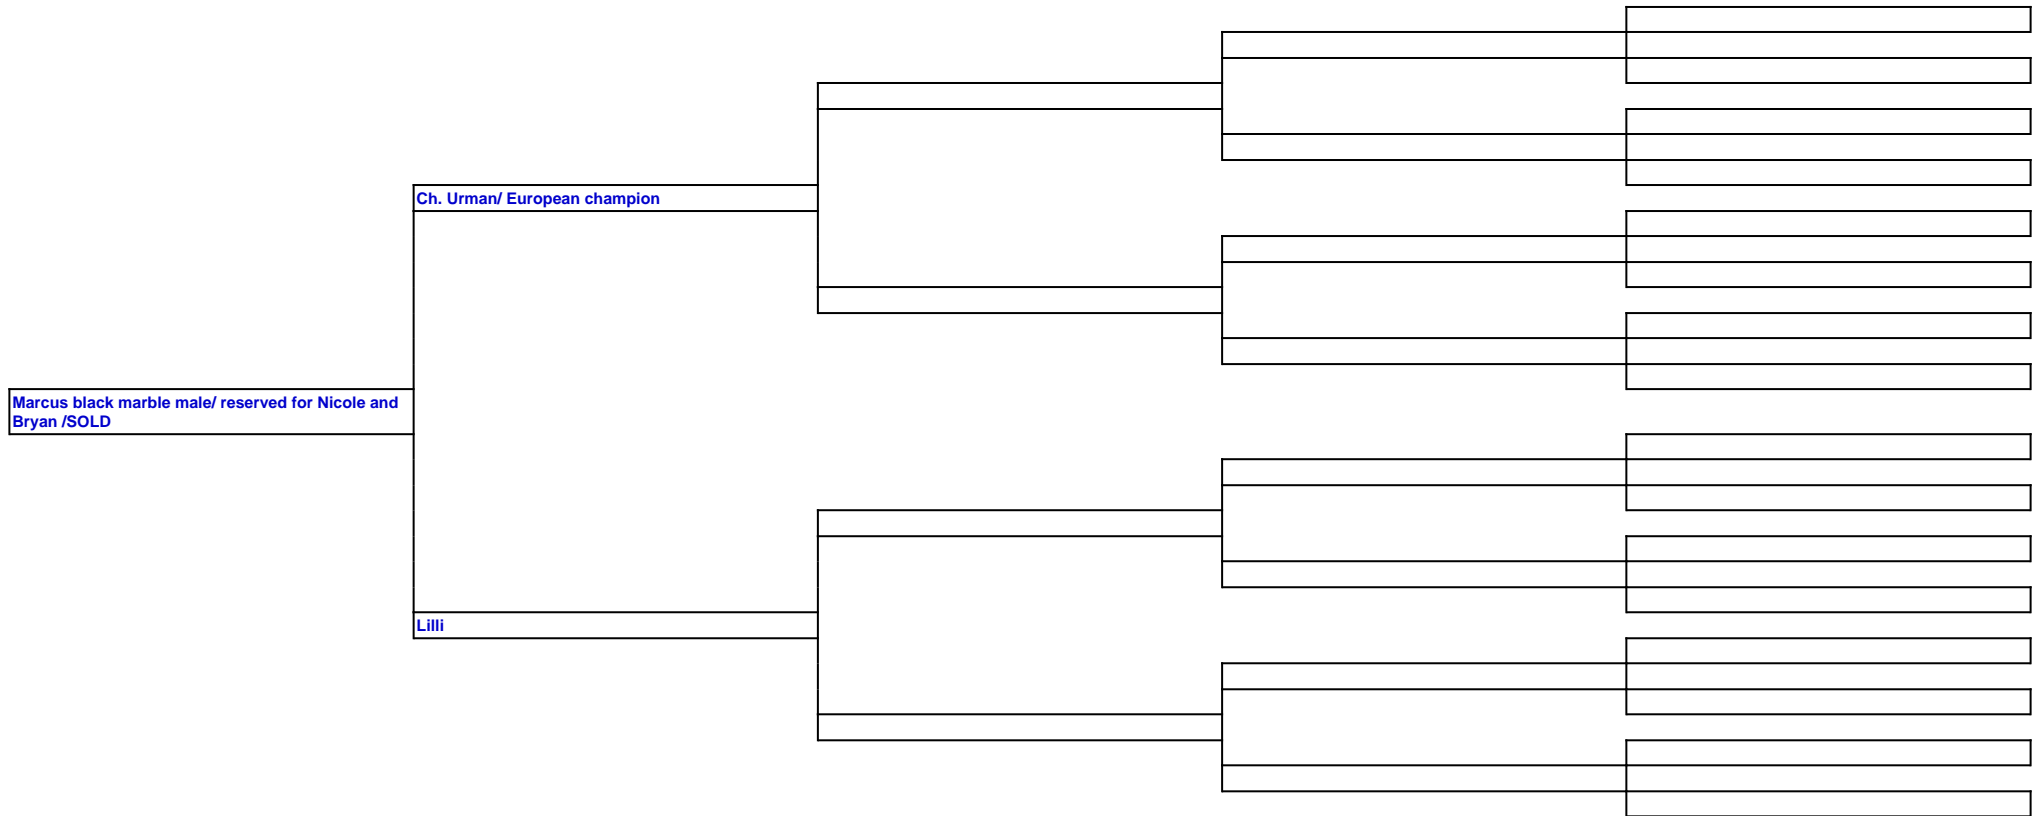 Ch. Urman/ European champion
Marcus black marble male/ reserved for Nicole and
Bryan /SOLD
Lilli